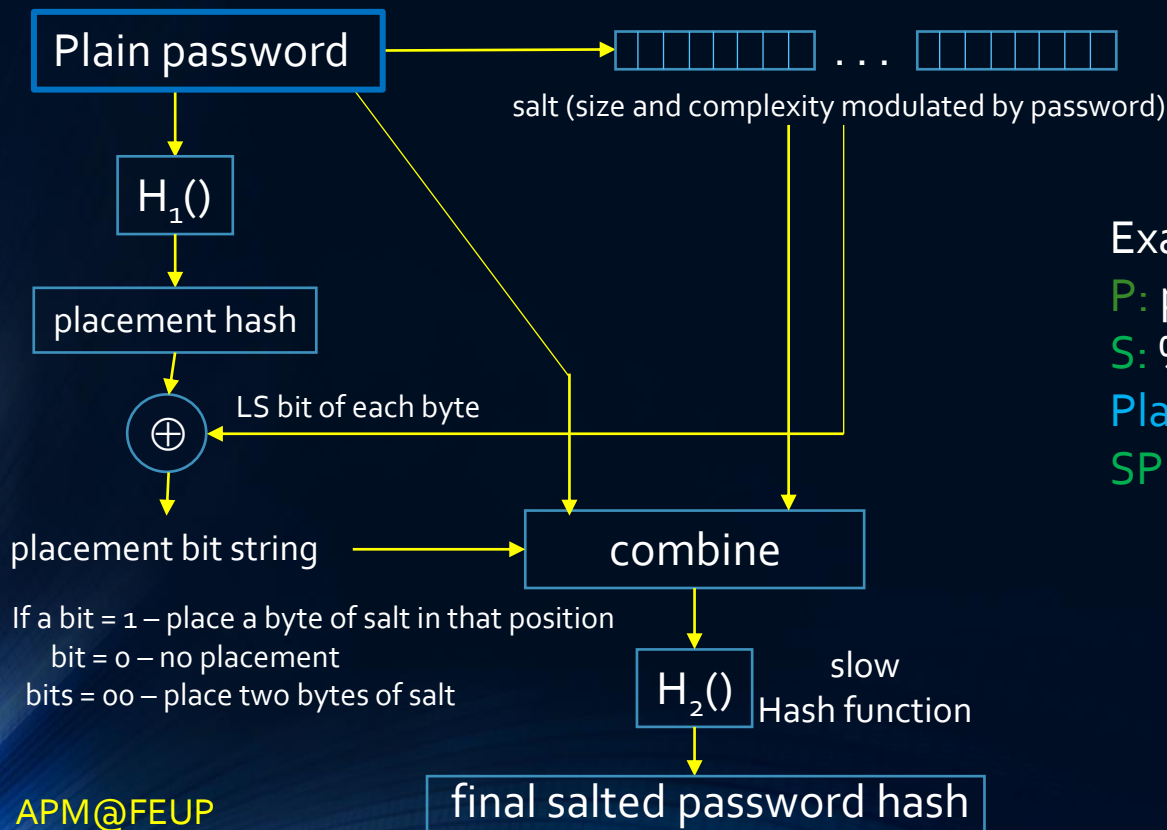 Plain password
. . .
salt (size and complexity modulated by password)
H₁()
placement hash
LS bit of each byte
⊕
placement bit string
combine
If a bit = 1 – place a byte of salt in that position
bit = 0 – no placement
bits = 00 – place two bytes of salt
H₂()
slow
Hash function
final salted password hash
APM@FEUP
P:
S:
SP